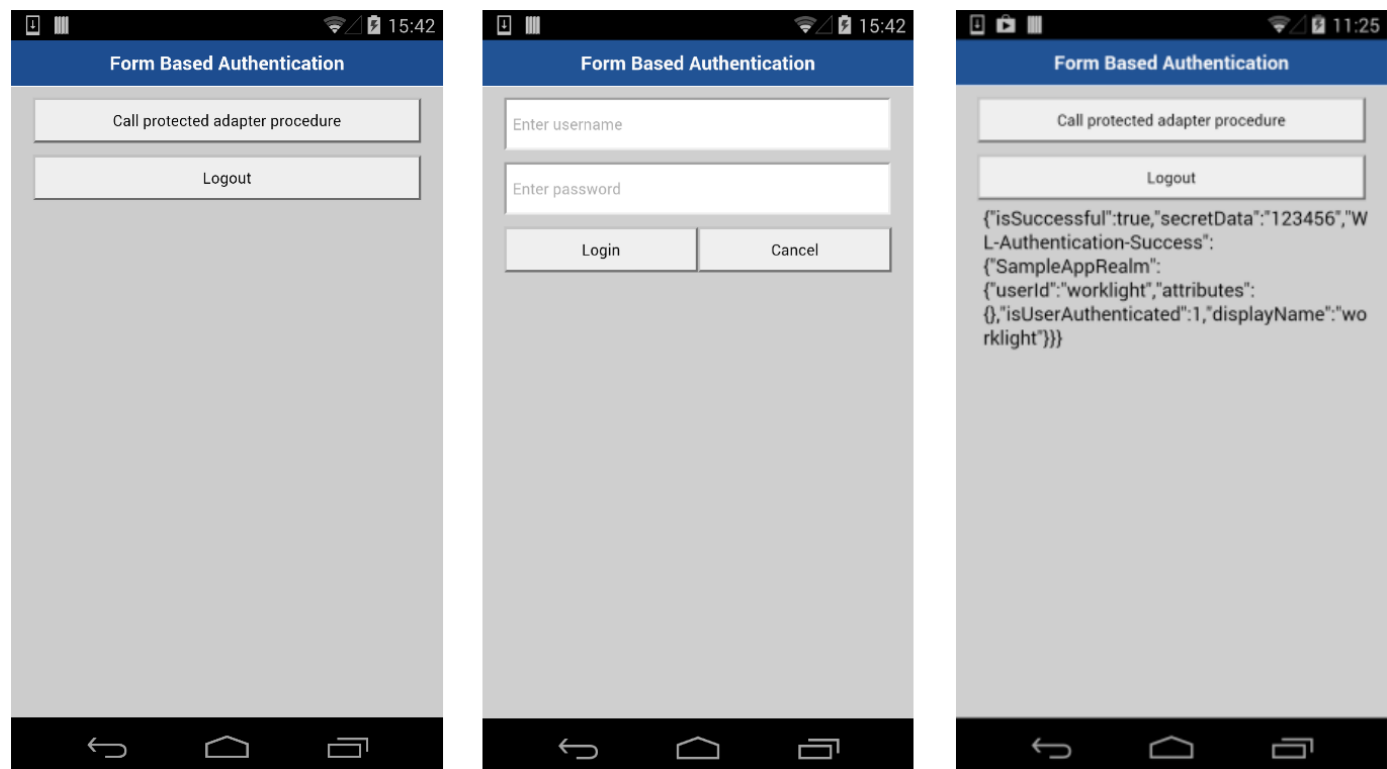 15:42
Form Based Authentication
Call protected adapter procedure
Logout
15:42
Form Based Authentication
Enter username
Enter password
Login
Cancel
11:25
Form Based Authentication
Call protected adapter procedure
Logout
{"isSuccessful":true,"secretData":"123456","W
L-Authentication-Success":
{"SampleAppRealm":
{"userId":"worklight","attributes":
{},"isUserAuthenticated":1,"displayName":"wo
rklight"}}}